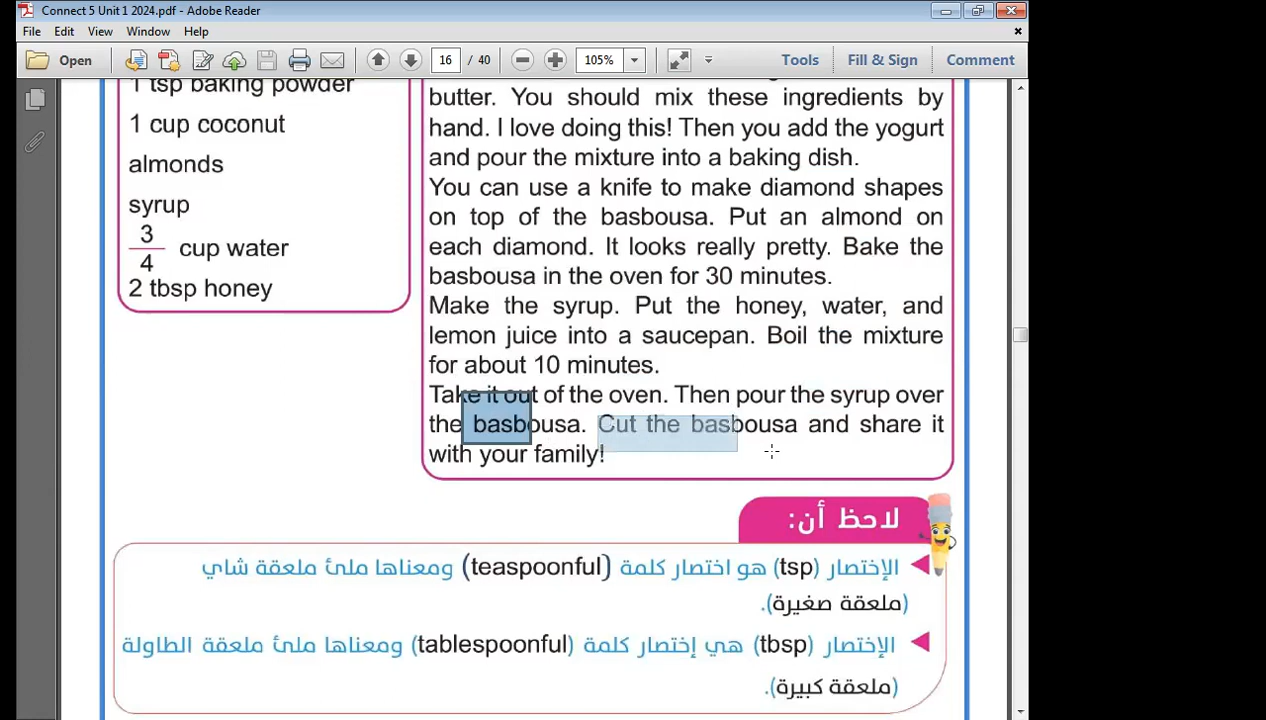 Connect 5 Unit 1 2024.pdf - Adobe Reader
File Edit View Window Help
Open 16 / 40 105% Tools Fill & Sign Comment
1 tsp baking powder
1 cup coconut
almonds
syrup
3/4 cup water
2 tbsp honey
butter. You should mix these ingredients by
hand. I love doing this! Then you add the yogurt
and pour the mixture into a baking dish.
You can use a knife to make diamond shapes
on top of the basbousa. Put an almond on
each diamond. It looks really pretty. Bake the
basbousa in the oven for 30 minutes.
Make the syrup. Put the honey, water, and
lemon juice into a saucepan. Boil the mixture
for about 10 minutes.
Take it out of the oven. Then pour the syrup over
the basbousa. Cut the basbousa and share it
with your family!
لاحظ أن:
الإختصار (tsp) هو اختصار كلمة (teaspoonful) ومعناها ملئ ملعقة شاي
(ملعقة صغيرة).
الإختصار (tbsp) هي إختصار كلمة (tablespoonful) ومعناها ملئ ملعقة الطاولة
(ملعقة كبيرة).